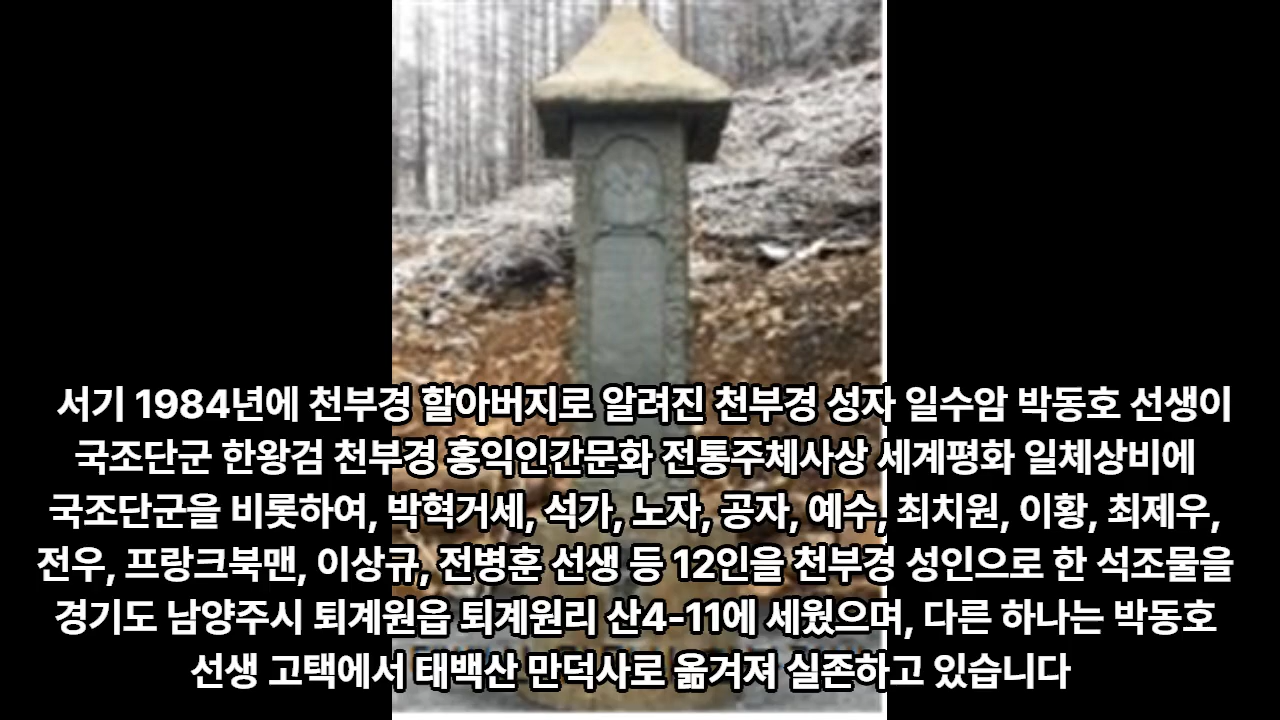 서기 1984년에 천부경 할아버지로 알려진 천부경 성자 일수암 박동호 선생이
국조단군 한왕검 천부경 홍익인간문화 전통주체사상 세계평화 일체상비에
국조단군을 비롯하여, 박혁거세, 석가, 노자, 공자, 예수, 최치원, 이황, 최제우,
전우, 프랑크북맨, 이상규, 전병훈 선생 등 12인을 천부경 성인으로 한 석조물을
경기도 남양주시 퇴계원읍 퇴계원리 산4-11에 세웠으며, 다른 하나는 박동호
선생 고택에서 태백산 만덕사로 옮겨져 실존하고 있습니다